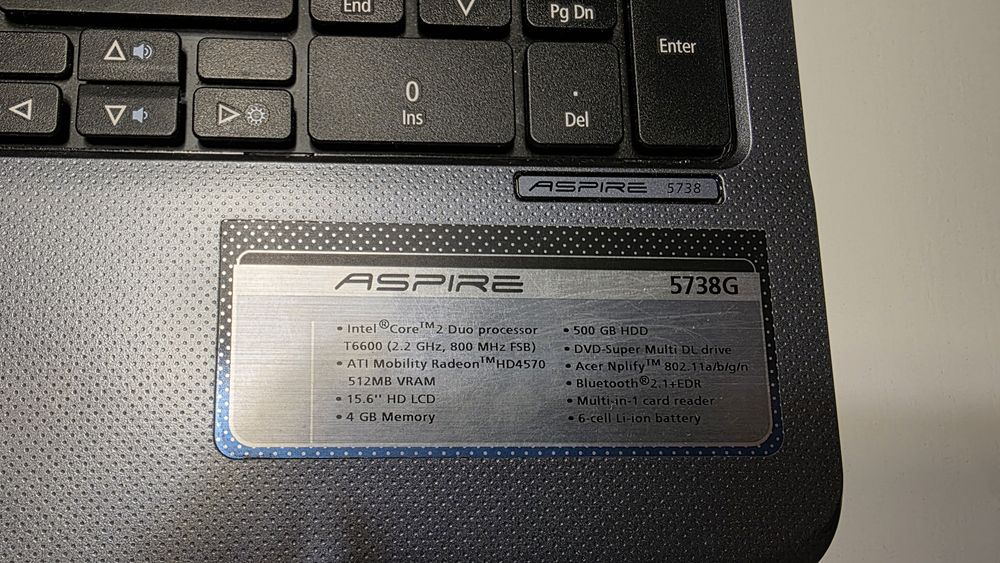 End
Pg Dn
Enter
0
Ins
.
Del
ASPIRE 5738
ASPIRE 5738G
• Intel®Core™2 Duo processor
T6600 (2.2 GHz, 800 MHz FSB)
• ATI Mobility Radeon™HD4570
512MB VRAM
• 15.6'' HD LCD
• 4 GB Memory
• 500 GB HDD
• DVD-Super Multi DL drive
• Acer Nplify™ 802.11a/b/g/n
• Bluetooth®2.1+EDR
• Multi-in-1 card reader
• 6-cell Li-ion battery